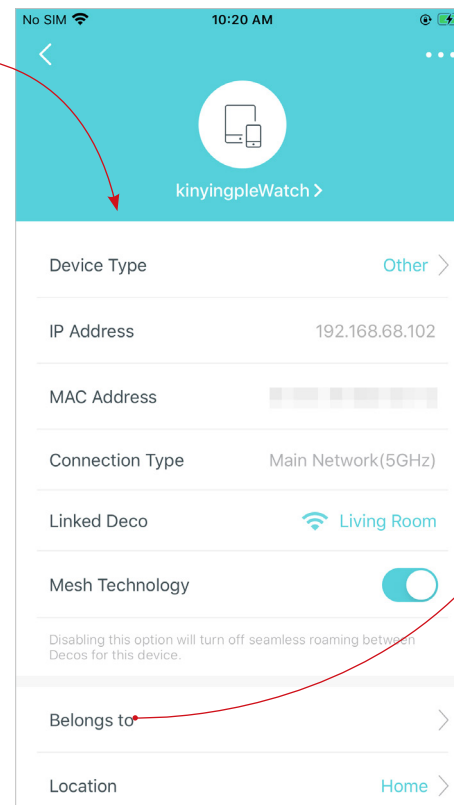 No SIM 10:20 AM
kinyingpleWatch >
Device Type Other >
IP Address 192.168.68.102
MAC Address
Connection Type Main Network(5GHz)
Linked Deco Living Room
Mesh Technology
Disabling this option will turn off seamless roaming between
Decos for this device.
Belongs to >
Location Home >